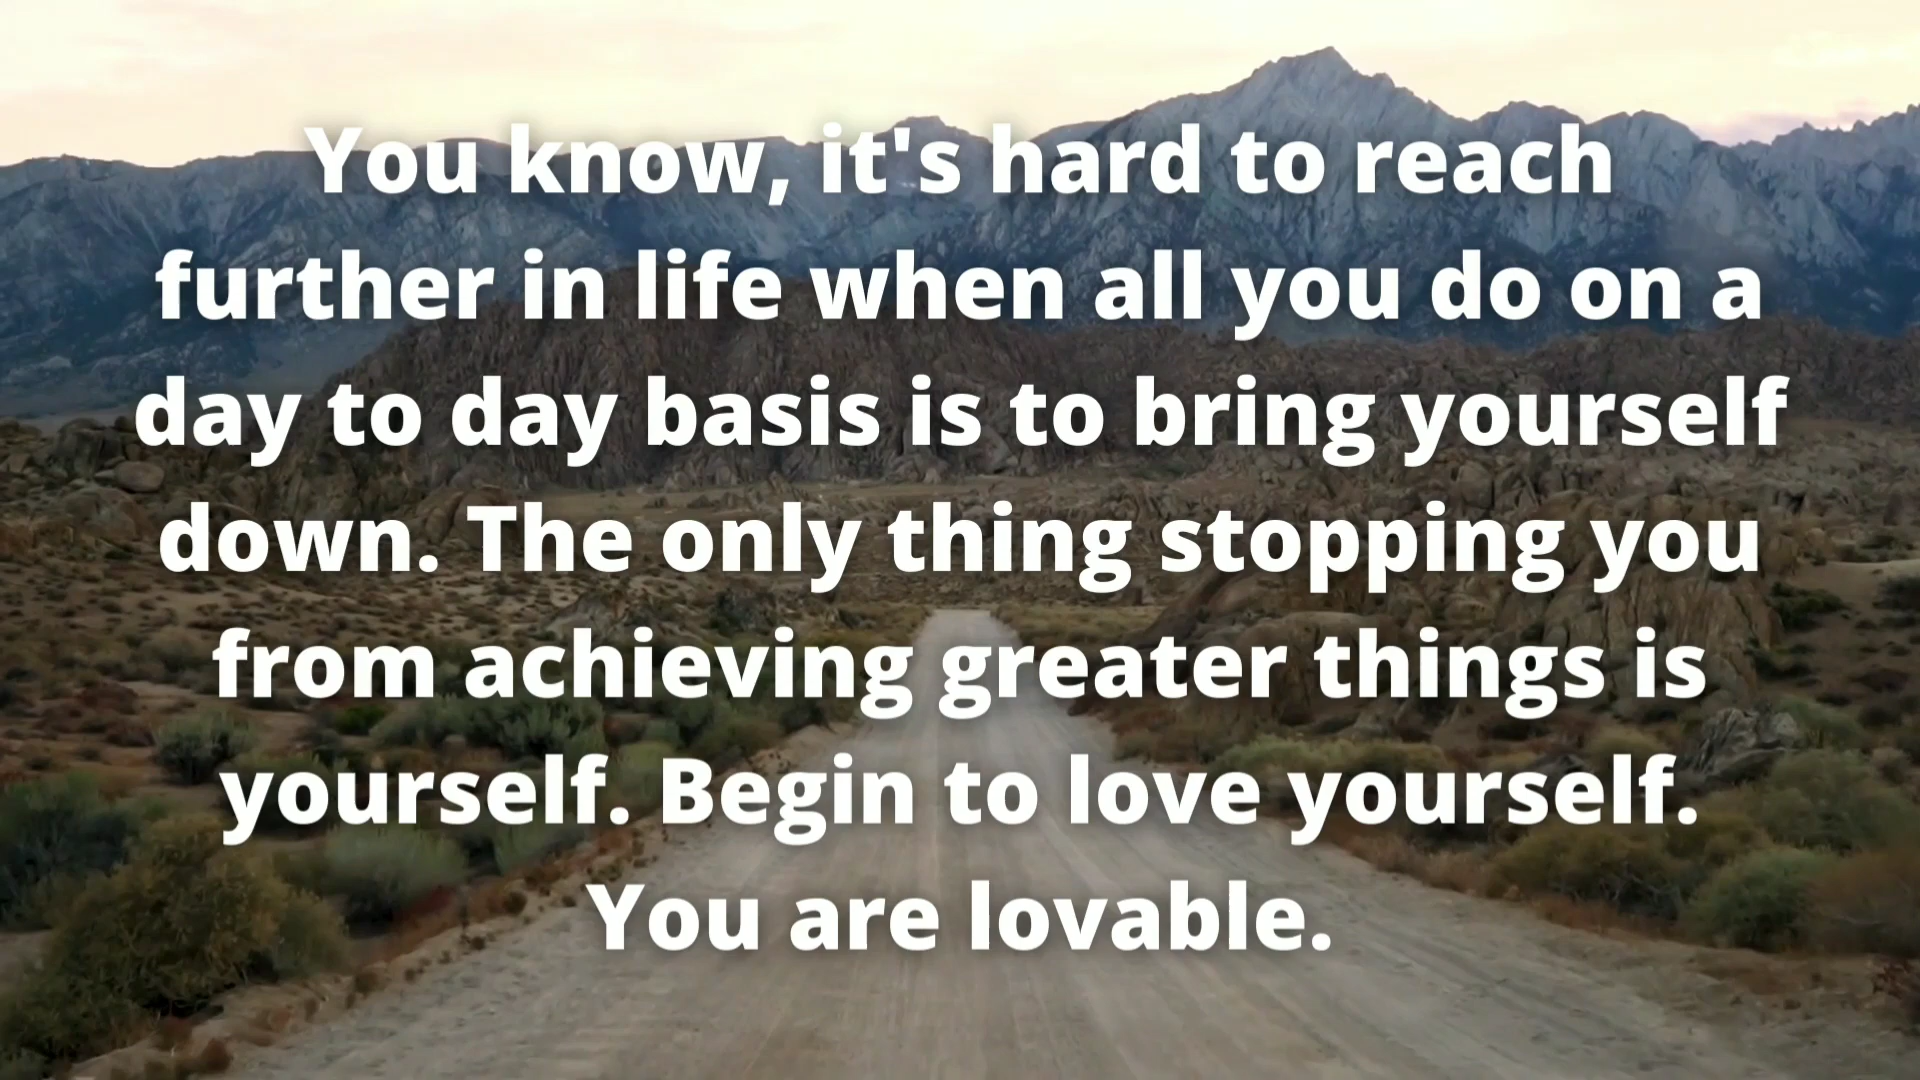 You know, it's hard to reach
further in life when all you do on a
day to day basis is to bring yourself
down. The only thing stopping you
from achieving greater things is
yourself. Begin to love yourself.
You are lovable.